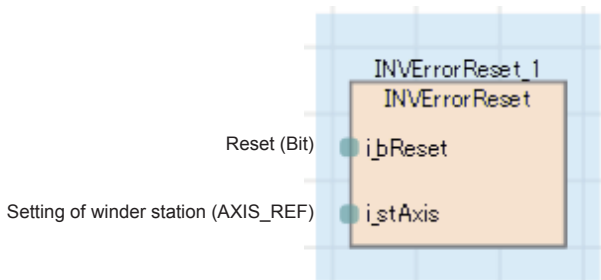 INVErrorReset_1
INVErrorReset
Reset (Bit) i_bReset
Setting of winder station (AXIS_REF) i_stAxis